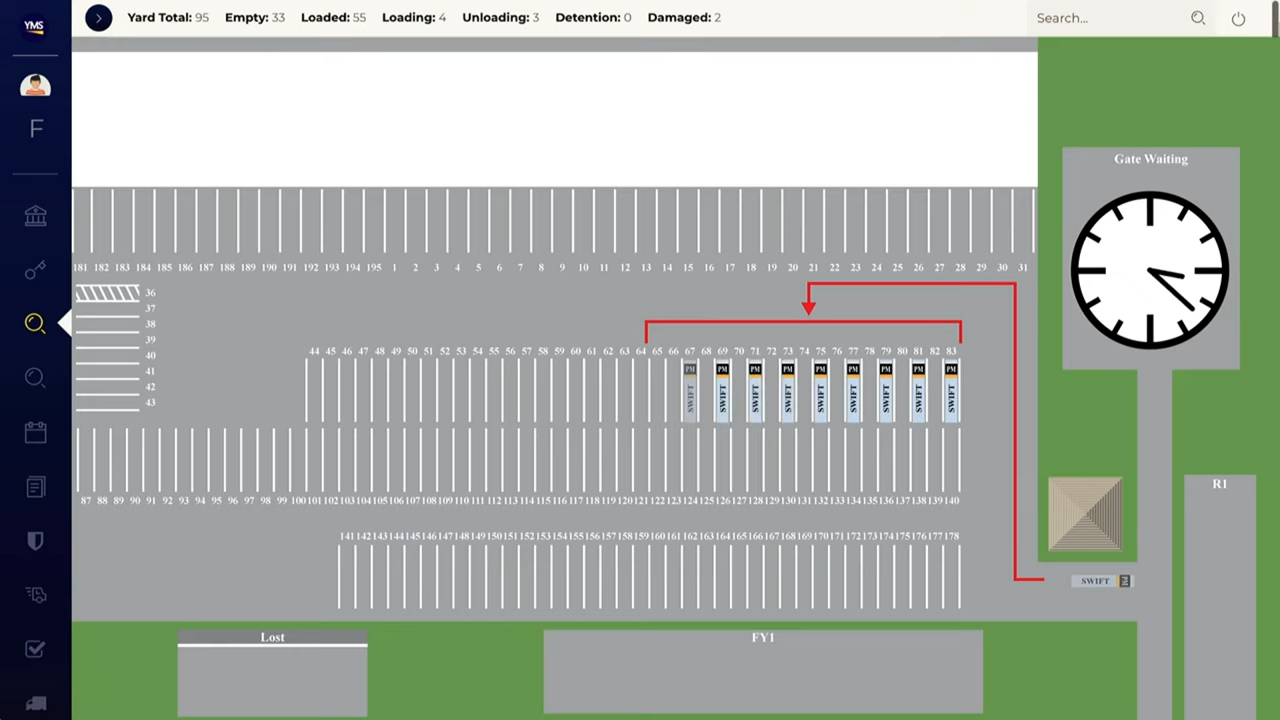 YMS
Yard Total: 95 Empty: 33 Loaded: 55 Loading: 4 Unloading: 3 Detention: 0 Damaged: 2
Search...
F
Gate Waiting
181 182 183 184 185 186 187 188 189 190 191 192 193 194 195 1 2 3 4 5 6 7 8 9 10 11 12 13 14 15 16 17 18 19 20 21 22 23 24 25 26 27 28 29 30 31
36
37
38
39
40
41
42
43
44 45 46 47 48 49 50 51 52 53 54 55 56 57 58 59 60 61 62 63 64 65 66 67 68 69 70 71 72 73 74 75 76 77 78 79 80 81 82 83
PM PM PM PM PM PM PM PM PM
SWIFT SWIFT SWIFT SWIFT SWIFT SWIFT SWIFT SWIFT SWIFT
87 88 89 90 91 92 93 94 95 96 97 98 99 100 101 102 103 104 105 106 107 108 109 110 111 112 113 114 115 116 117 118 119 120 121 122 123 124 125 126 127 128 129 130 131 132 133 134 135 136 137 138 139 140
R1
141 142 143 144 145 146 147 148 149 150 151 152 153 154 155 156 157 158 159 160 161 162 163 164 165 166 167 168 169 170 171 172 173 174 175 176 177 178
SWIFT PM
Lost
FY1